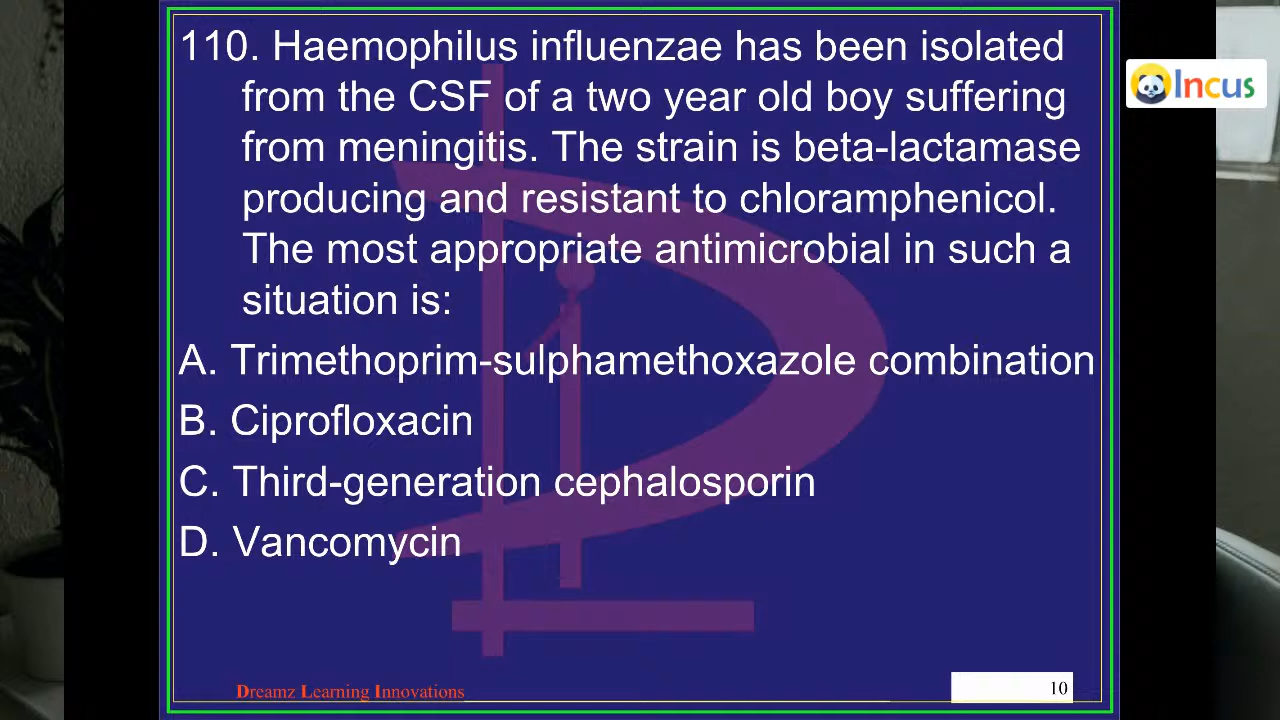 110. Haemophilus influenzae has been isolated
from the CSF of a two year old boy suffering
from meningitis. The strain is beta-lactamase
producing and resistant to chloramphenicol.
The most appropriate antimicrobial in such a
situation is:
A. Trimethoprim-sulphamethoxazole combination
B. Ciprofloxacin
C. Third-generation cephalosporin
D. Vancomycin
Dreamz Learning Innovations
10
Incus